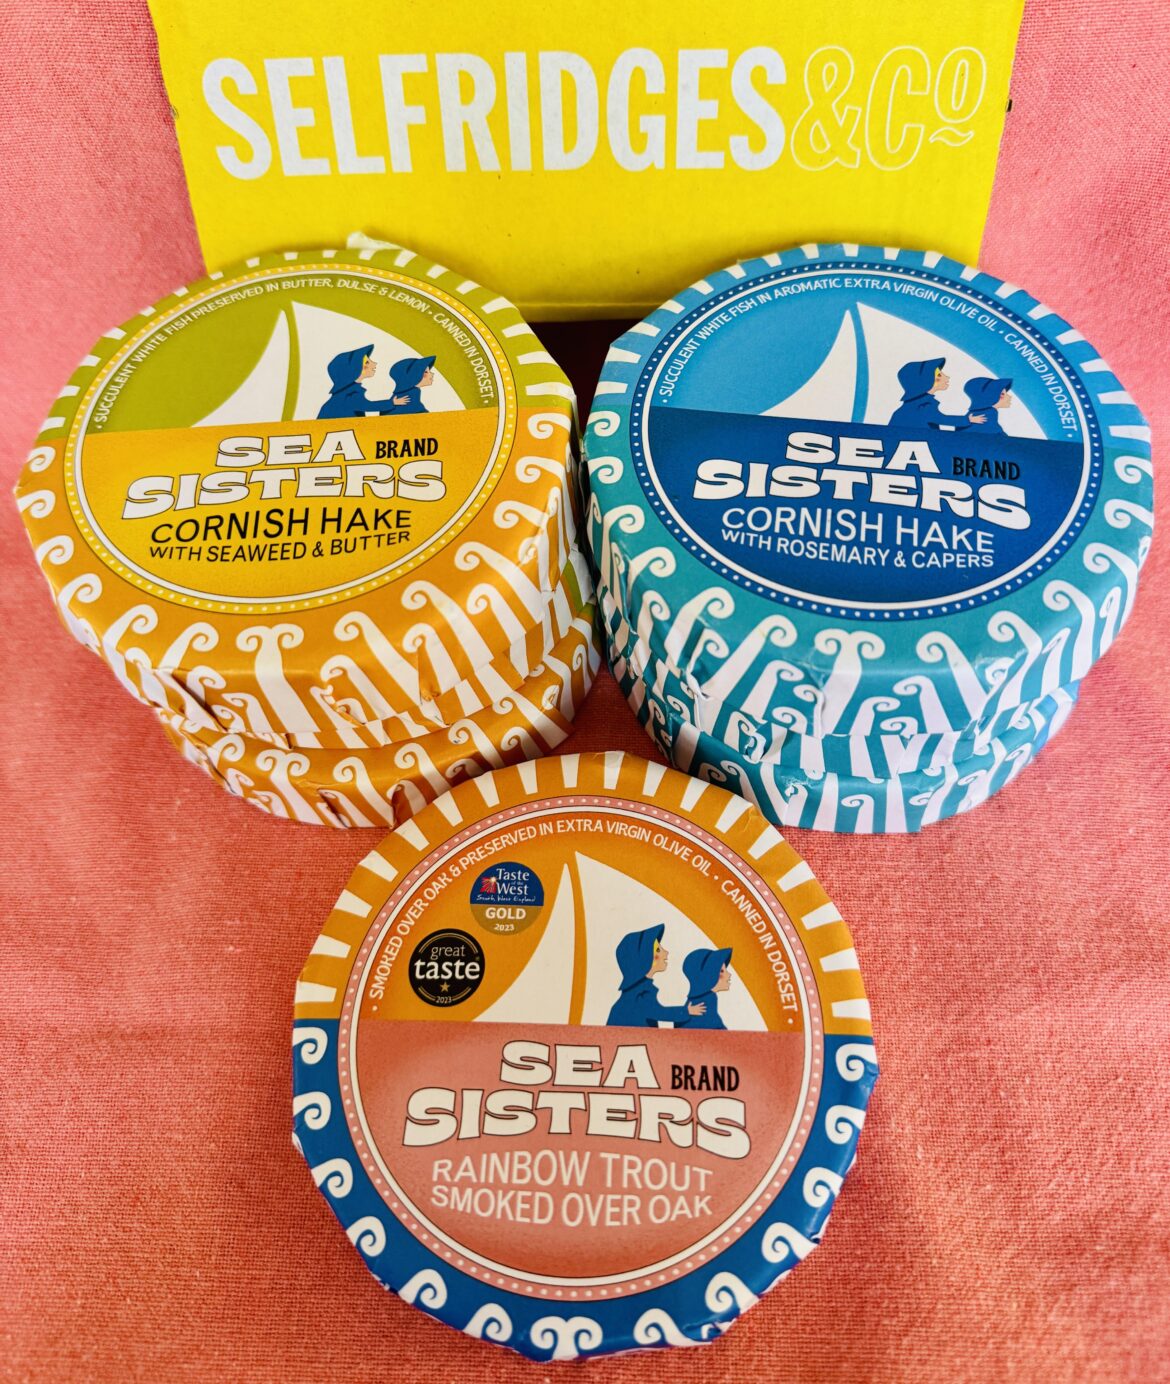 SELFRIDGES&Cº
· SUCCULENT WHITE FISH PRESERVED IN BUTTER, DULSE & LEMON · CANNED IN DORSET ·
SEA BRAND
SISTERS
CORNISH HAKE
WITH SEAWEED & BUTTER
· SUCCULENT WHITE FISH IN AROMATIC EXTRA VIRGIN OLIVE OIL · CANNED IN DORSET ·
SEA BRAND
SISTERS
CORNISH HAKE
WITH ROSEMARY & CAPERS
· SMOKED OVER OAK & PRESERVED IN EXTRA VIRGIN OLIVE OIL · CANNED IN DORSET ·
Taste
of the
West
South West England
GOLD
2023
great
taste
2023
SEA BRAND
SISTERS
RAINBOW TROUT
SMOKED OVER OAK